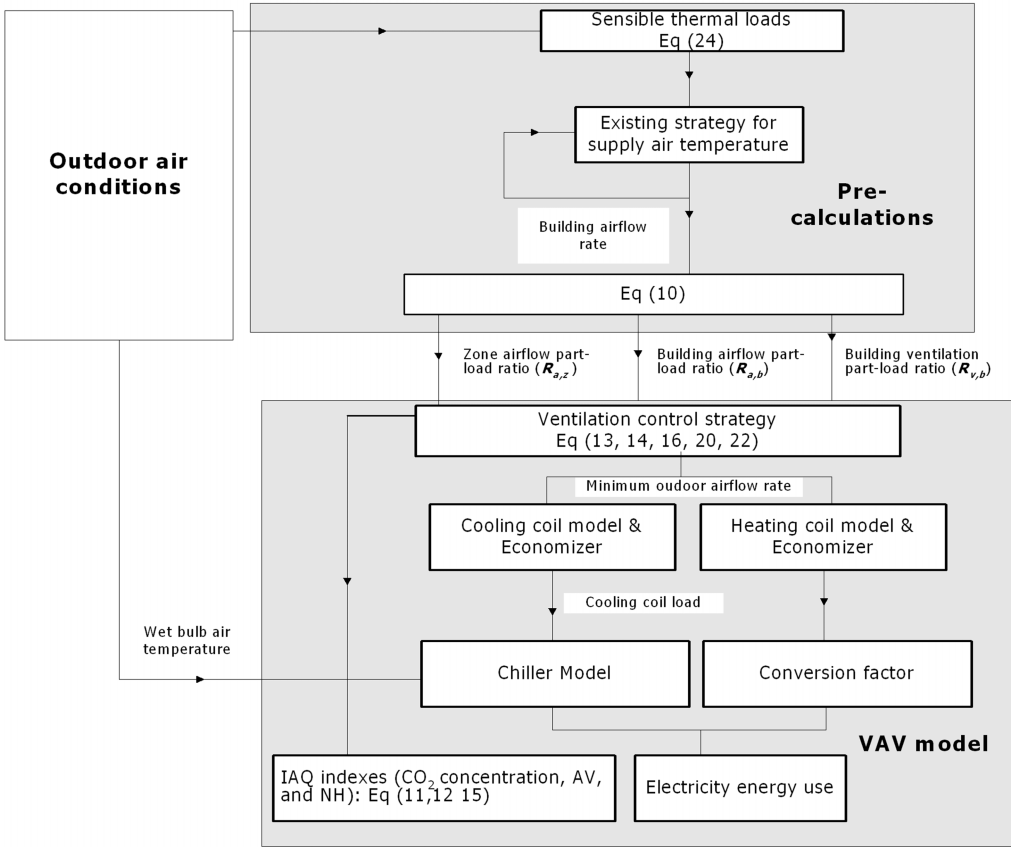 Sensible thermal loads
Eq (24)
Outdoor air
conditions
Existing strategy for
supply air temperature
Pre-
calculations
Building airflow
rate
Eq (10)
Zone airflow part-
load ratio (Ra,z)
Building airflow part-
load ratio (Ra,b)
Building ventilation
part-load ratio (Rv,b)
Ventilation control strategy
Eq (13, 14, 16, 20, 22)
Minimum oudoor airflow rate
Cooling coil model &
Economizer
Heating coil model &
Economizer
Cooling coil load
Wet bulb air
temperature
Chiller Model
Conversion factor
VAV model
IAQ indexes (CO2 concentration, AV,
and NH): Eq (11,12 15)
Electricity energy use